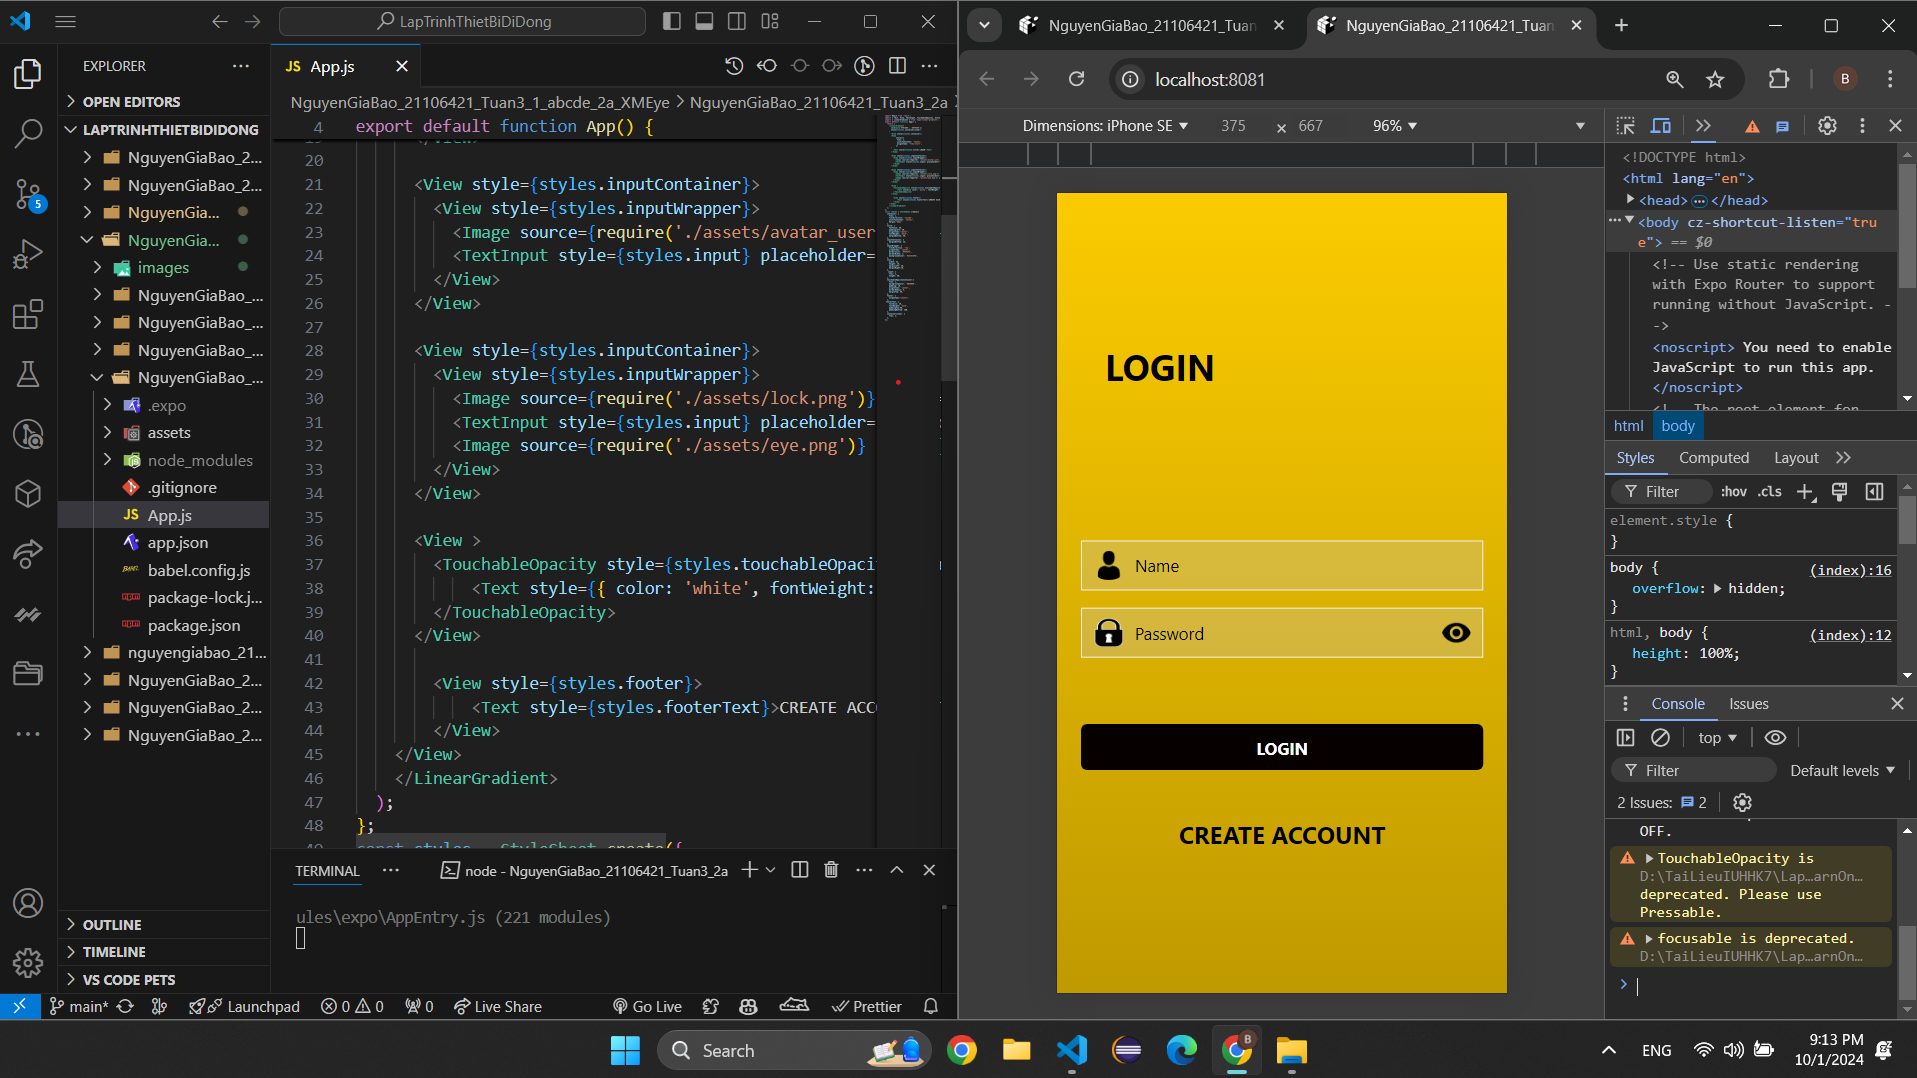 LapTrinhThietBiDiDong
EXPLORER
OPEN EDITORS
LAPTRINHTHIETBIDIDONG
NguyenGiaBao_2...
NguyenGiaBao_2...
NguyenGia...
NguyenGia...
images
NguyenGiaBao_...
NguyenGiaBao_...
NguyenGiaBao_...
NguyenGiaBao_...
.expo
assets
node_modules
.gitignore
JS App.js
app.json
babel.config.js
package-lock.j...
package.json
nguyengiabao_21...
NguyenGiaBao_2...
NguyenGiaBao_2...
NguyenGiaBao_2...
OUTLINE
TIMELINE
VS CODE PETS
5
JS App.js
NguyenGiaBao_21106421_Tuan3_1_abcde_2a_XMEye > NguyenGiaBao_21106421_Tuan3_2a
4 export default function App() {
20
21 <View style={styles.inputContainer}>
22 <View style={styles.inputWrapper}>
23 <Image source={require('./assets/avatar_user
24 <TextInput style={styles.input} placeholder=
25 </View>
26 </View>
27
28 <View style={styles.inputContainer}>
29 <View style={styles.inputWrapper}>
30 <Image source={require('./assets/lock.png')}
31 <TextInput style={styles.input} placeholder=
32 <Image source={require('./assets/eye.png')}
33 </View>
34 </View>
35
36 <View >
37 <TouchableOpacity style={styles.touchableOpaci
38 <Text style={{ color: 'white', fontWeight:
39 </TouchableOpacity>
40 </View>
41
42 <View style={styles.footer}>
43 <Text style={styles.footerText}>CREATE ACC
44 </View>
45 </View>
46 </LinearGradient>
47 );
48 };
const styles = StyleSheet.create({
TERMINAL
node - NguyenGiaBao_21106421_Tuan3_2a
ules\expo\AppEntry.js (221 modules)
main*
Launchpad
0 0
0
Live Share
Go Live
Prettier
NguyenGiaBao_21106421_Tuan
NguyenGiaBao_21106421_Tuan
localhost:8081
B
Dimensions: iPhone SE 375 × 667 96%
LOGIN
Name
Password
LOGIN
CREATE ACCOUNT
<!DOCTYPE html>
<html lang="en">
<head> ••• </head>
<body cz-shortcut-listen="tru
e"> == $0
<!-- Use static rendering
with Expo Router to support
running without JavaScript. -
->
<noscript> You need to enable
JavaScript to run this app.
</noscript>
<!-- The root element for
html body
Styles Computed Layout
Filter :hov .cls
element.style {
}
body { (index):16
overflow: hidden;
}
html, body { (index):12
height: 100%;
}
Console Issues
top
Filter Default levels
2 Issues: 2
OFF.
TouchableOpacity is
D:\TaiLieuIUHHK7\Lap…arnOn…
deprecated. Please use
Pressable.
focusable is deprecated.
D:\TaiLieuIUHHK7\Lap…arnOn…
Search
B
ENG
9:13 PM
10/1/2024